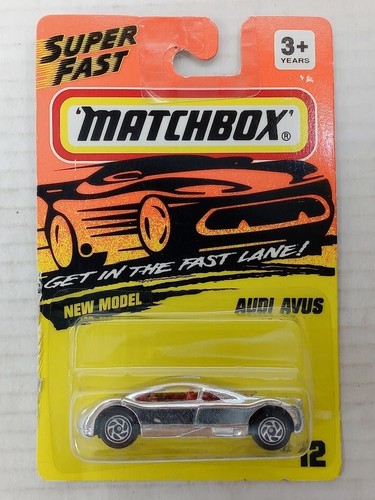 SUPER
FAST
3+
YEARS
'MATCHBOX'®
GET IN THE FAST LANE!
NEW MODEL
AUDI AVUS
12